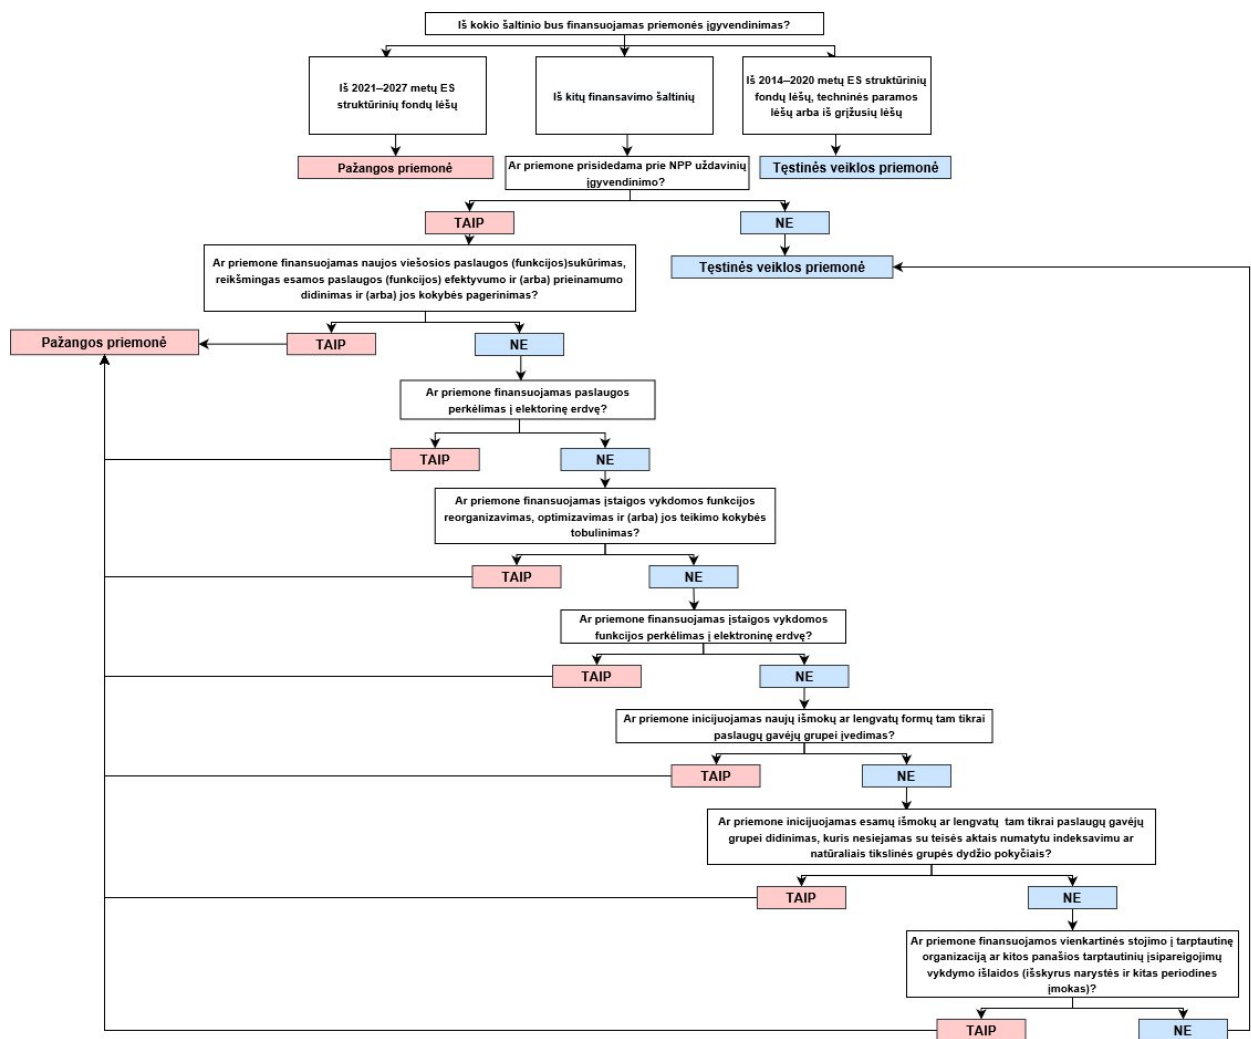 Iš kokio šaltinio bus finansuojamas priemonės įgyvendinimas?
Iš 2021–2027 metų ES
struktūrinių fondų lėšų
Iš kitų finansavimo šaltinių
Iš 2014–2020 metų ES struktūrinių
fondų lėšų, techninės paramos
lėšų arba iš grįžusių lėšų
Pažangos priemonė
Ar priemone prisidedama prie NPP uždavinių
įgyvendinimo?
Tęstinės veiklos priemonė
TAIP
NE
Ar priemone finansuojamas naujos viešosios paslaugos (funkcijos)sukūrimas,
reikšmingas esamos paslaugos (funkcijos) efektyvumo ir (arba) prieinamumo
didinimas ir (arba) jos kokybės pagerinimas?
Tęstinės veiklos priemonė
Pažangos priemonė
TAIP
NE
Ar priemone finansuojamas paslaugos
perkėlimas į elektorinę erdvę?
TAIP
NE
Ar priemone finansuojamas įstaigos vykdomos funkcijos
reorganizavimas, optimizavimas ir (arba) jos teikimo kokybės
tobulinimas?
TAIP
NE
Ar priemone finansuojamas įstaigos vykdomos
funkcijos perkėlimas į elektroninę erdvę?
TAIP
NE
Ar priemone inicijuojamas naujų išmokų ar lengvatų formų tam tikrai
paslaugų gavėjų grupei įvedimas?
TAIP
NE
Ar priemone inicijuojamas esamų išmokų ar lengvatų tam tikrai paslaugų gavėjų
grupei didinimas, kuris nesiejamas su teisės aktais numatytu indeksavimu ar
natūraliais tikslinės grupės dydžio pokyčiais?
TAIP
NE
Ar priemone finansuojamos vienkartinės stojimo į tarptautinę
organizaciją ar kitos panašios tarptautinių įsipareigojimų
vykdymo išlaidos (išskyrus narystės ir kitas periodines
įmokas)?
TAIP
NE